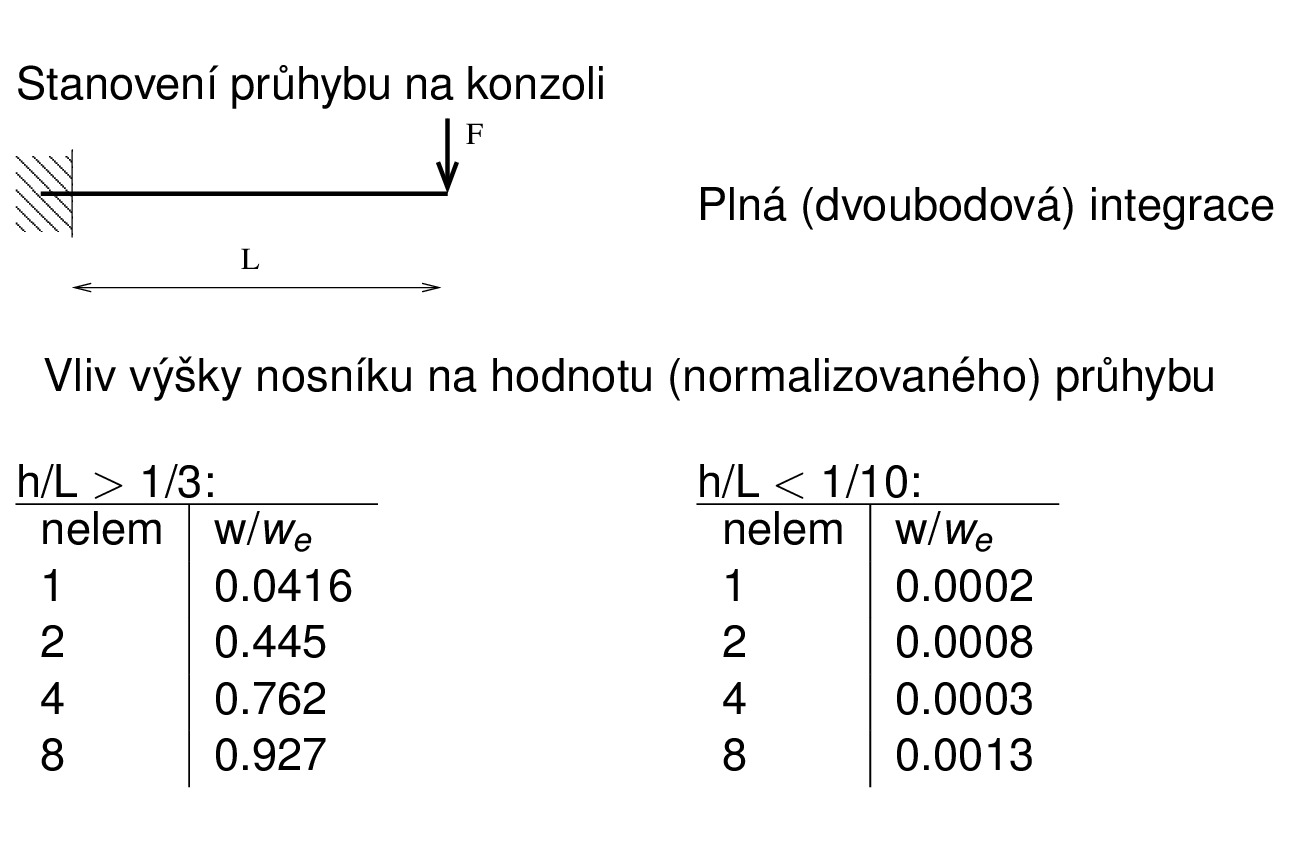 Stanovení průhybu na konzoli
F
Plná (dvoubodová) integrace
L
Vliv výšky nosníku na hodnotu (normalizovaného) průhybu
h/L > 1/3:
nelem w/wₑ
1 0.0416
2 0.445
4 0.762
8 0.927
h/L < 1/10:
nelem w/wₑ
1 0.0002
2 0.0008
4 0.0003
8 0.0013